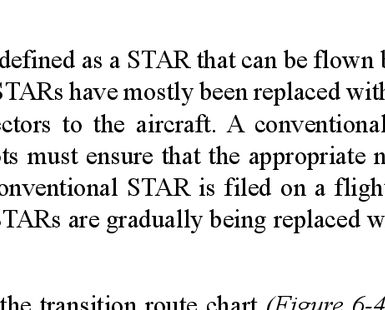 defined as a STAR that can be flown
STARs have mostly been replaced with
ectors to the aircraft. A conventional
ts must ensure that the appropriate
onventional STAR is filed on a flight
STARs are gradually being replaced w
the transition route chart (Figure 6-4